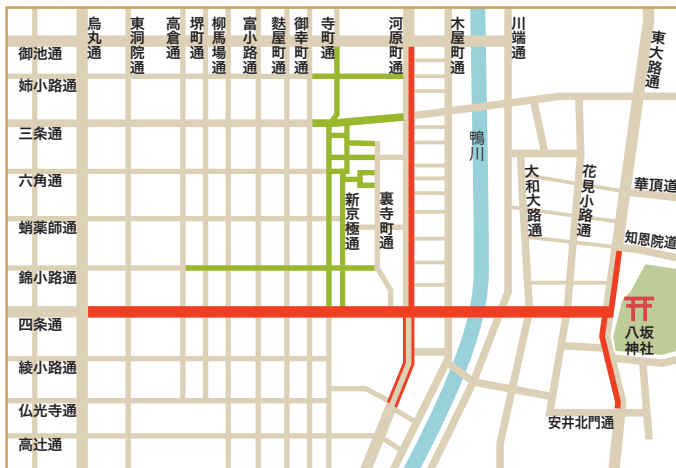 烏丸通
東洞院通
高倉通
堺町通
柳馬場通
富小路通
麩屋町通
御幸町通
寺町通
河原町通
木屋町通
川端通
東大路通
御池通
姉小路通
三条通
六角通
蛸薬師通
錦小路通
四条通
綾小路通
仏光寺通
高辻通
新京極通
裏寺町通
鴨川
大和大路通
花見小路通
華頂道
知恩院道
八坂
神社
安井北門通